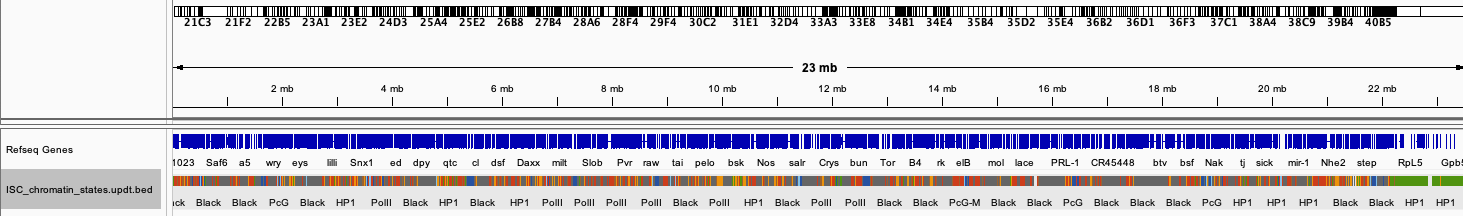 21C3 21F2 22B5 23A1 23E2 24D3 25A4 25E2 26B8 27B4 28A6 28F4 29F4 30C2 31E1 32D4 33A3 33E8 34B1 34E4 35B4 35D2 35E4 36B2 36D1 36F3 37C1 38A4 38C9 39B4 40B5
23 mb
2 mb 4 mb 6 mb 8 mb 10 mb 12 mb 14 mb 16 mb 18 mb 20 mb 22 mb
Refseq Genes
1023 Saf6 a5 wry eys lilli Snx1 ed dpy qtc cl dsf Daxx milt Slob Pvr raw tai pelo bsk Nos salr Crys bun Tor B4 rk elB mol lace PRL-1 CR45448 btv bsf Nak tj sick mir-1 Nhe2 step RpL5 Gpb5
ISC_chromatin_states.updt.bed
ck Black Black PcG Black HP1 PolII Black HP1 Black HP1 PolII PolII Black PolII Black PolII HP1 Black PolII PolII Black Black PcG-M Black Black PcG Black Black Black PcG HP1 Black Black Black Black HP1 HP1